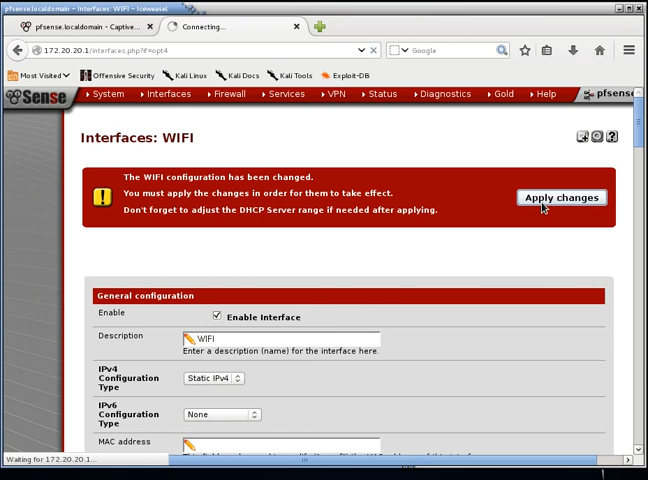 pfsense.localdomain - Interfaces: WIFI - Iceweasel
pfsense.localdomain - Captive...
Connecting...
172.20.20.1/interfaces.php?if=opt4
Google
Most Visited
Offensive Security
Kali Linux
Kali Docs
Kali Tools
Exploit-DB
Sense
System
Interfaces
Firewall
Services
VPN
Status
Diagnostics
Gold
Help
pfsens
Interfaces: WIFI
The WIFI configuration has been changed.
You must apply the changes in order for them to take effect.
Don't forget to adjust the DHCP Server range if needed after applying.
Apply changes
General configuration
Enable
Enable Interface
Description
WIFI
Enter a description (name) for the interface here.
IPv4
Configuration
Type
Static IPv4
IPv6
Configuration
Type
None
MAC address
Waiting for 172.20.20.1...